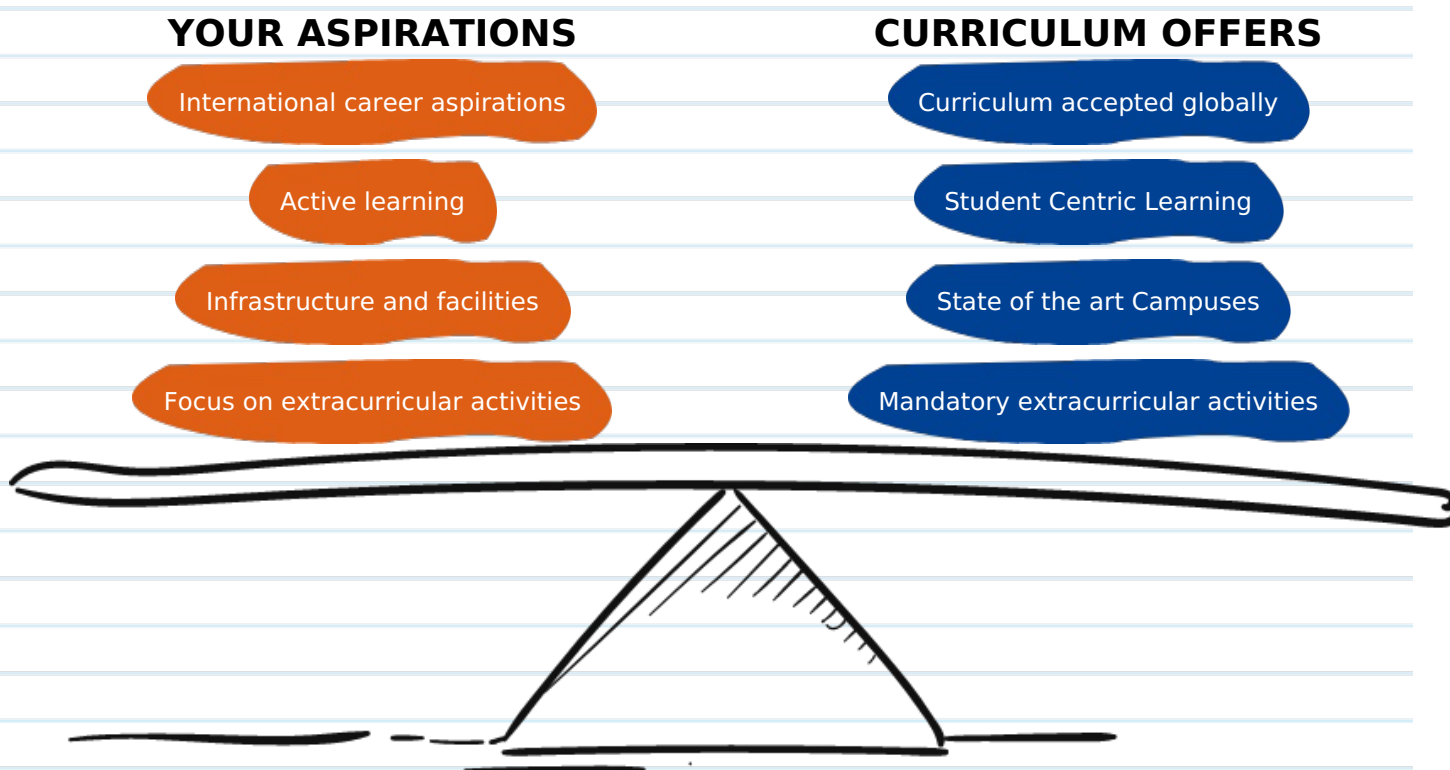 YOUR ASPIRATIONS
International career aspirations
Active learning
Infrastructure and facilities
Focus on extracurricular activities
CURRICULUM OFFERS
Curriculum accepted globally
Student Centric Learning
State of the art Campuses
Mandatory extracurricular activities